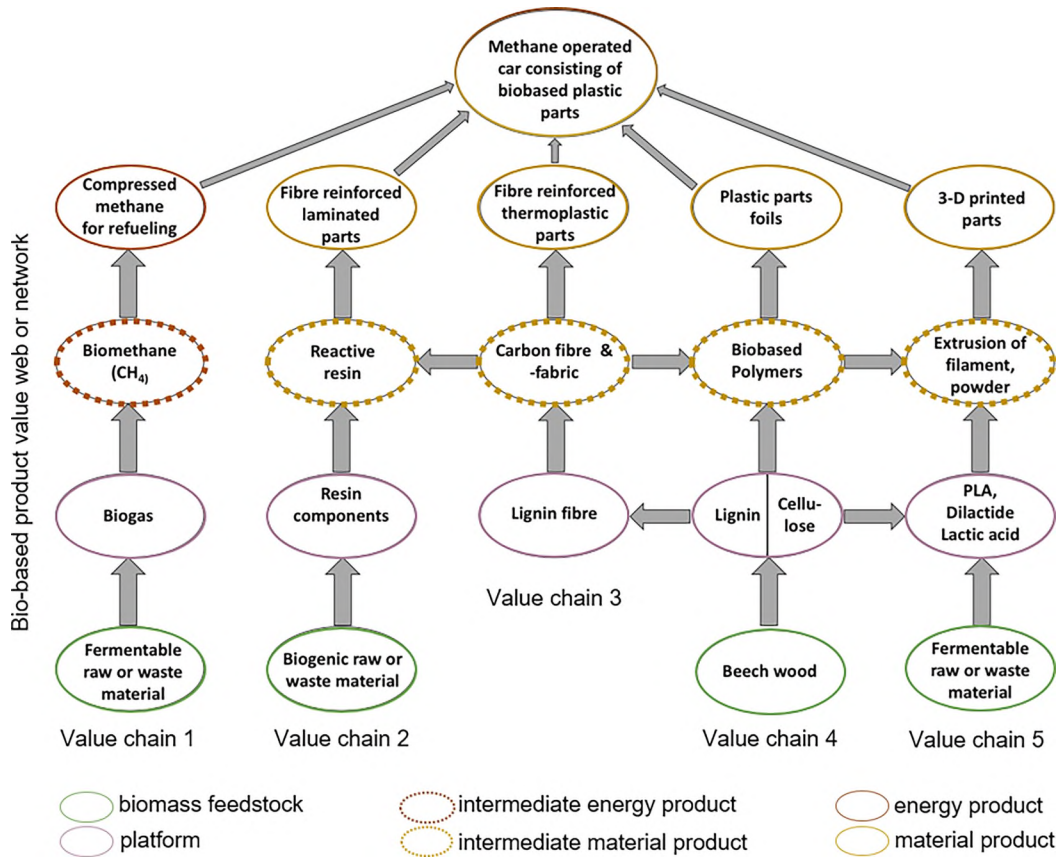 Methane operated
car consisting of
biobased plastic
parts
Compressed
methane
for refueling
Fibre reinforced
laminated
parts
Fibre reinforced
thermoplastic
parts
Plastic parts
foils
3-D printed
parts
Bio-based product value web or network
Biomethane
(CH4)
Reactive
resin
Carbon fibre &
-fabric
Biobased
Polymers
Extrusion of
filament,
powder
Biogas
Resin
components
Lignin fibre
Lignin
Cellu-
lose
PLA,
Dilactide
Lactic acid
Value chain 3
Fermentable
raw or waste
material
Biogenic raw or
waste material
Beech wood
Fermentable
raw or waste
material
Value chain 1
Value chain 2
Value chain 4
Value chain 5
biomass feedstock
intermediate energy product
energy product
platform
intermediate material product
material product